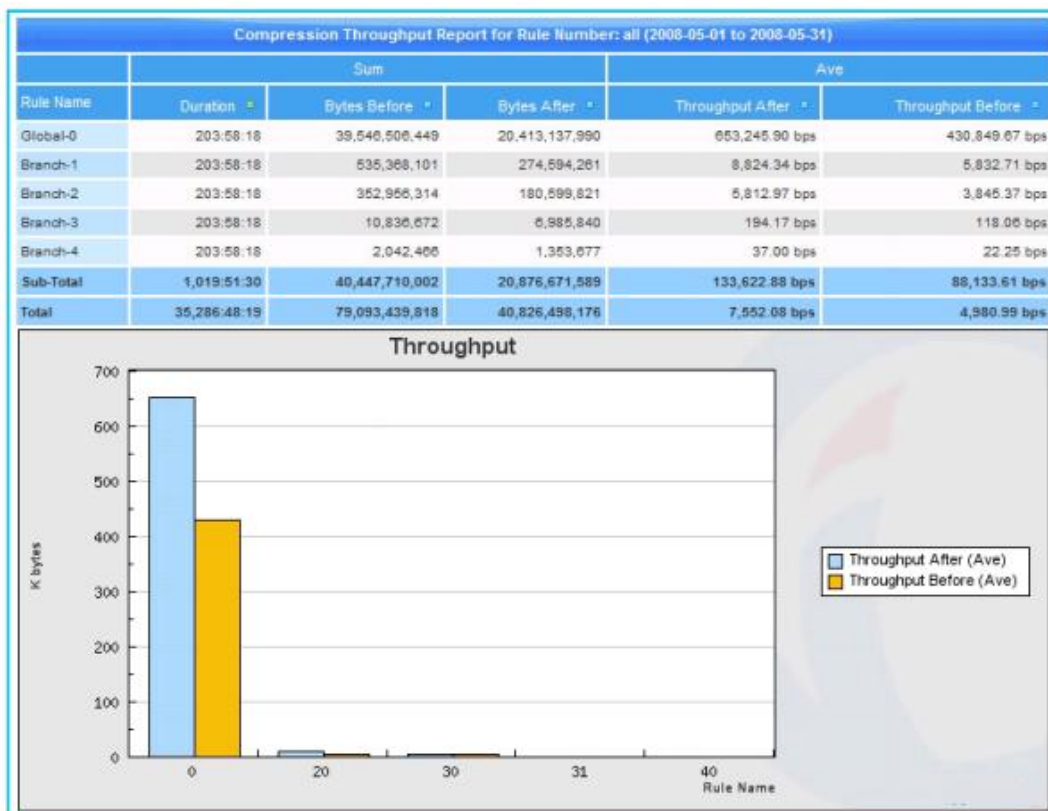 Compression Throughput Report for Rule Number: all (2008-05-01 to 2008-05-31)
Sum Ave
Rule Name Duration Bytes Before Bytes After Throughput After Throughput Before
Global-0 203:58:18 39,546,506,449 20,413,137,990 653,245.90 bps 430,849.67 bps
Branch-1 203:58:18 535,368,101 274,594,261 8,824.34 bps 5,832.71 bps
Branch-2 203:58:18 352,956,314 180,599,821 5,812.97 bps 3,845.37 bps
Branch-3 203:58:18 10,836,672 6,985,840 194.17 bps 118.06 bps
Branch-4 203:58:18 2,042,466 1,353,677 37.00 bps 22.25 bps
Sub-Total 1,019:51:30 40,447,710,002 20,876,671,589 133,622.88 bps 88,133.61 bps
Total 35,286:48:19 79,093,439,818 40,826,498,176 7,552.08 bps 4,980.99 bps
Throughput
700
600
500
400
300
200
100
0
K bytes
0 20 30 31 40
Rule Name
Throughput After (Ave)
Throughput Before (Ave)